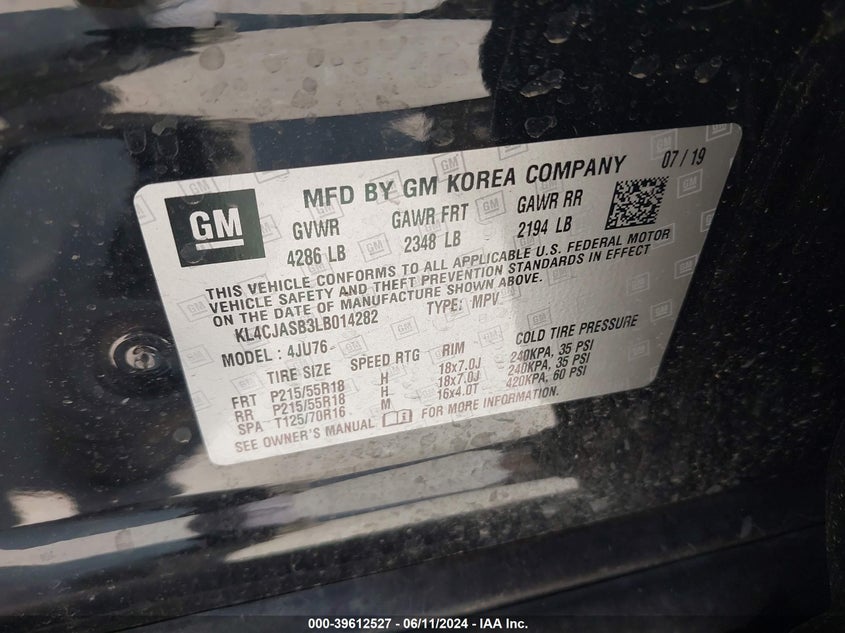 GM
MFD BY GM KOREA COMPANY 07 / 19
GVWR GAWR FRT GAWR RR
4286 LB 2348 LB 2194 LB
THIS VEHICLE CONFORMS TO ALL APPLICABLE U.S. FEDERAL MOTOR
VEHICLE SAFETY AND THEFT PREVENTION STANDARDS IN EFFECT
ON THE DATE OF MANUFACTURE SHOWN ABOVE.
KL4CJASB3LB014282 TYPE: MPV
MODEL: 4JU76
TIRE SIZE SPEED RTG RIM COLD TIRE PRESSURE
FRT P215/55R18 H 18x7.0J 240KPA, 35 PSI
RR P215/55R18 H 18x7.0J 240KPA, 35 PSI
SPA T125/70R16 M 16x4.0T 420KPA, 60 PSI
SEE OWNER'S MANUAL FOR MORE INFORMATION.
000-39612527 - 06/11/2024 - IAA Inc.